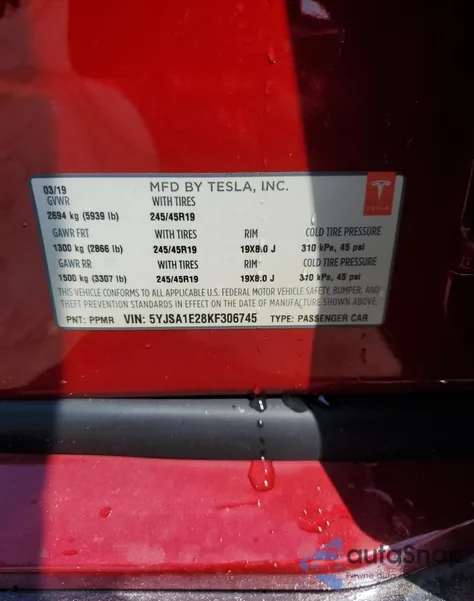 03/19 MFD BY TESLA, INC.
GVWR WITH TIRES
2694 kg (5939 lb) 245/45R19
GAWR FRT WITH TIRES RIM COLD TIRE PRESSURE
1300 kg (2866 lb) 245/45R19 19X8.0 J 310 kPa, 45 psi
GAWR RR WITH TIRES RIM COLD TIRE PRESSURE
1500 kg (3307 lb) 245/45R19 19X8.0 J 310 kPa, 45 psi
THIS VEHICLE CONFORMS TO ALL APPLICABLE U.S. FEDERAL MOTOR VEHICLE SAFETY, BUMPER, AND
THEFT PREVENTION STANDARDS IN EFFECT ON THE DATE OF MANUFACTURE SHOWN ABOVE.
PNT: PPMR VIN: 5YJSA1E28KF306745 TYPE: PASSENGER CAR
TESLA